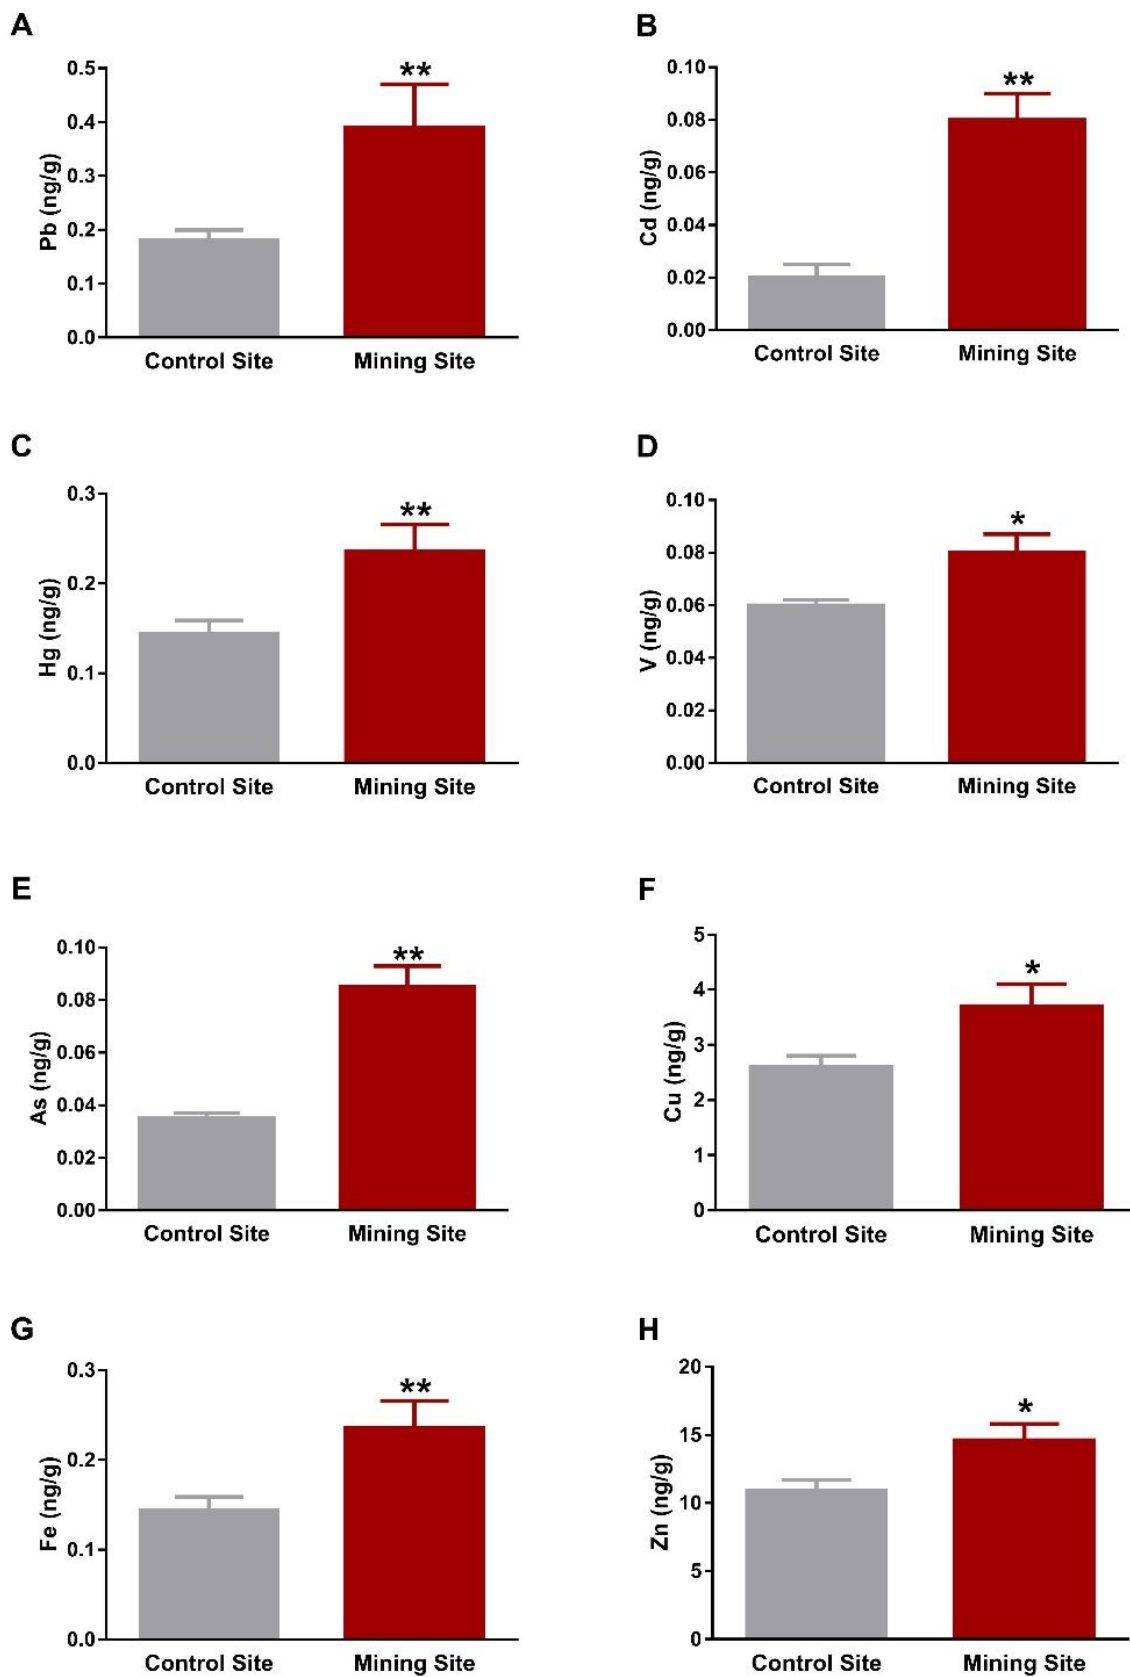 A
B
Pb (ng/g)
0.5
0.4
0.3
0.2
0.1
0.0
**
Control Site
Mining Site
Cd (ng/g)
0.10
0.08
0.06
0.04
0.02
0.00
**
Control Site
Mining Site
C
D
Hg (ng/g)
0.3
0.2
0.1
0.0
**
Control Site
Mining Site
V (ng/g)
0.10
0.08
0.06
0.04
0.02
0.00
*
Control Site
Mining Site
E
F
As (ng/g)
0.10
0.08
0.06
0.04
0.02
0.00
**
Control Site
Mining Site
Cu (ng/g)
5
4
3
2
1
0
*
Control Site
Mining Site
G
H
Fe (ng/g)
0.3
0.2
0.1
0.0
**
Control Site
Mining Site
Zn (ng/g)
20
15
10
5
0
*
Control Site
Mining Site